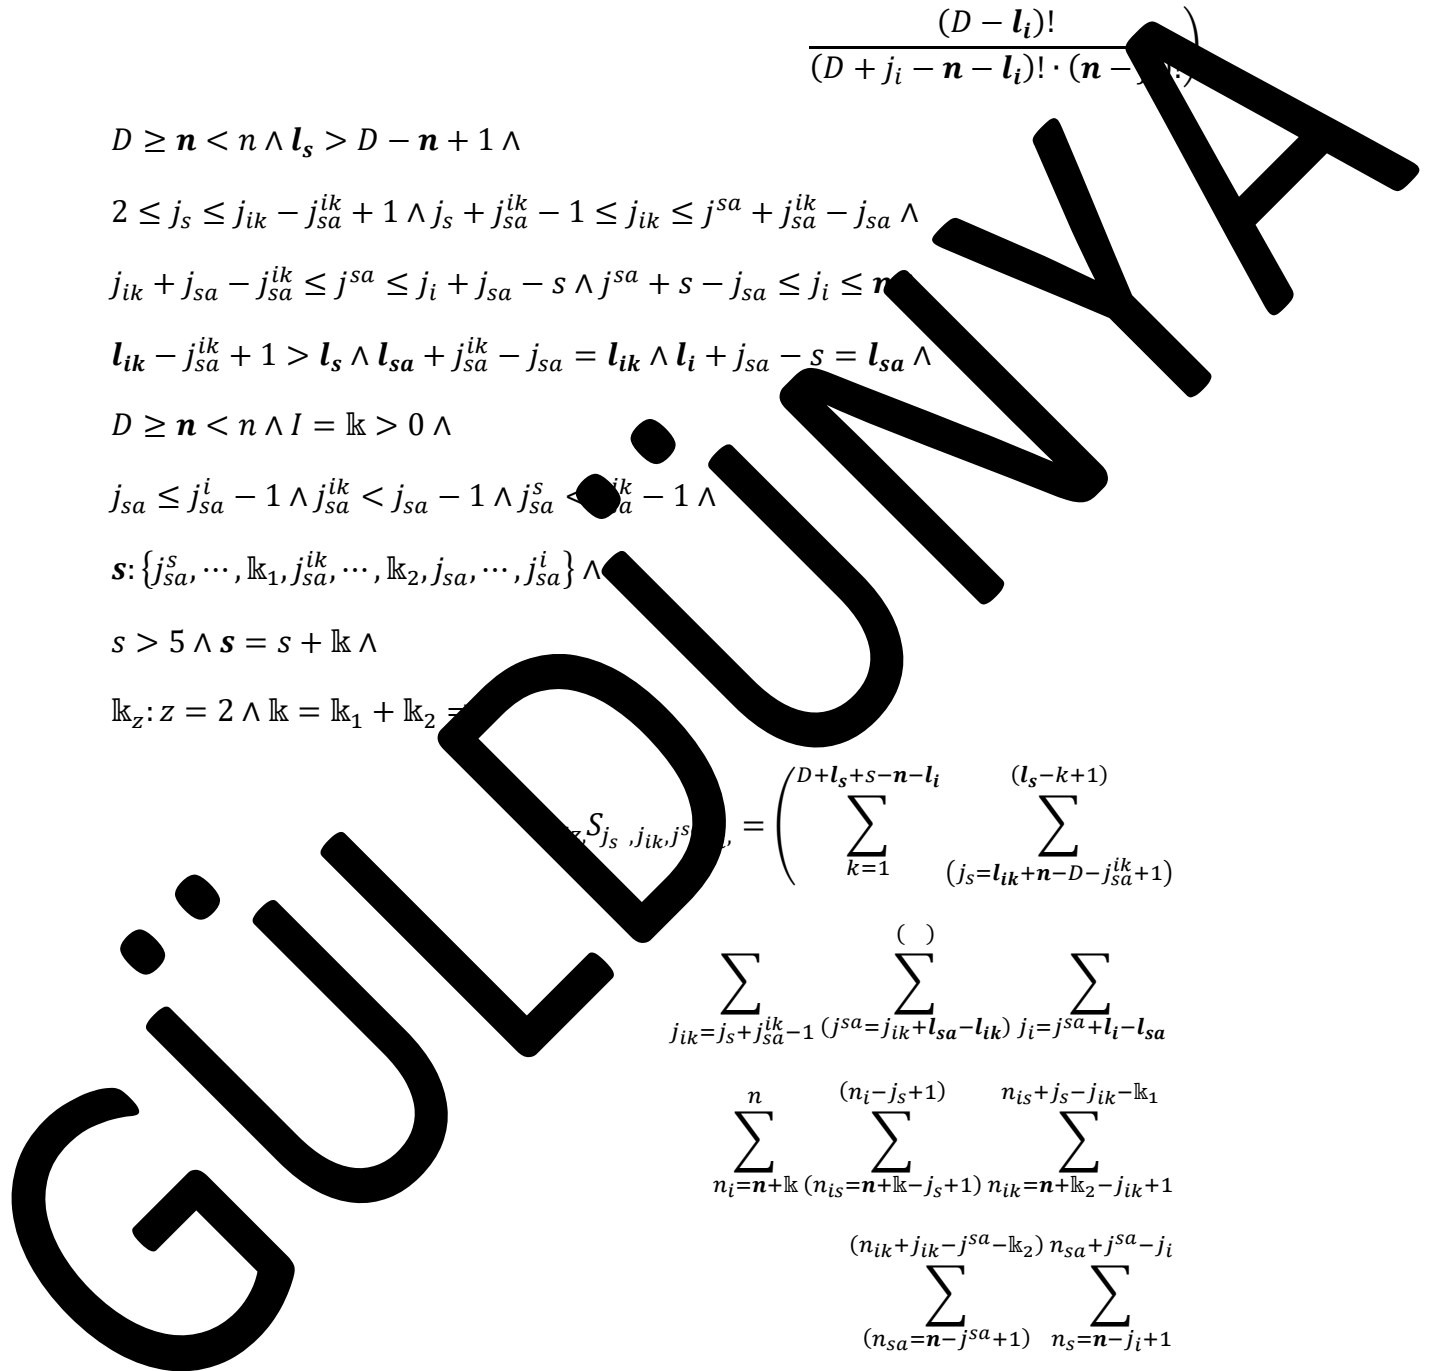 (D − l_i)!
(D + j_i − n − l_i)! · (n −
D ≥ n < n ∧ l_s > D − n + 1 ∧
2 ≤ j_s ≤ j_ik − j_sa^ik + 1 ∧ j_s + j_sa^ik − 1 ≤ j_ik ≤ j^sa + j_sa^ik − j_sa ∧
j_ik + j_sa − j_sa^ik ≤ j^sa ≤ j_i + j_sa − s ∧ j^sa + s − j_sa ≤ j_i ≤ n
l_ik − j_sa^ik + 1 > l_s ∧ l_sa + j_sa^ik − j_sa = l_ik ∧ l_i + j_sa − s = l_sa ∧
D ≥ n < n ∧ I = 𝕜 > 0 ∧
j_sa ≤ j_sa^i − 1 ∧ j_sa^ik < j_sa − 1 ∧ j_sa^s < − 1 ∧
s: {j_sa^s, ⋯, 𝕜_1, j_sa^ik, ⋯, 𝕜_2, j_sa, ⋯, j_sa^i} ∧
s > 5 ∧ s = s + 𝕜 ∧
𝕜_z: z = 2 ∧ 𝕜 = 𝕜_1 + 𝕜_2
D+l_s+s−n−l_i (l_s−k+1)
S_j_s ,j_ik,j^s = ( ∑ ∑
k=1 (j_s=l_ik+n−D−j_sa^ik+1)
( )
∑ ∑ ∑
j_ik=j_s+j_sa^ik−1 (j^sa=j_ik+l_sa−l_ik) j_i=j^sa+l_i−l_sa
n (n_i−j_s+1) n_is+j_s−j_ik−𝕜_1
∑ ∑ ∑
n_i=n+𝕜 (n_is=n+𝕜−j_s+1) n_ik=n+𝕜_2−j_ik+1
(n_ik+j_ik−j^sa−𝕜_2) n_sa+j^sa−j_i
∑ ∑
(n_sa=n−j^sa+1) n_s=n−j_i+1
GÜLDÜNYA